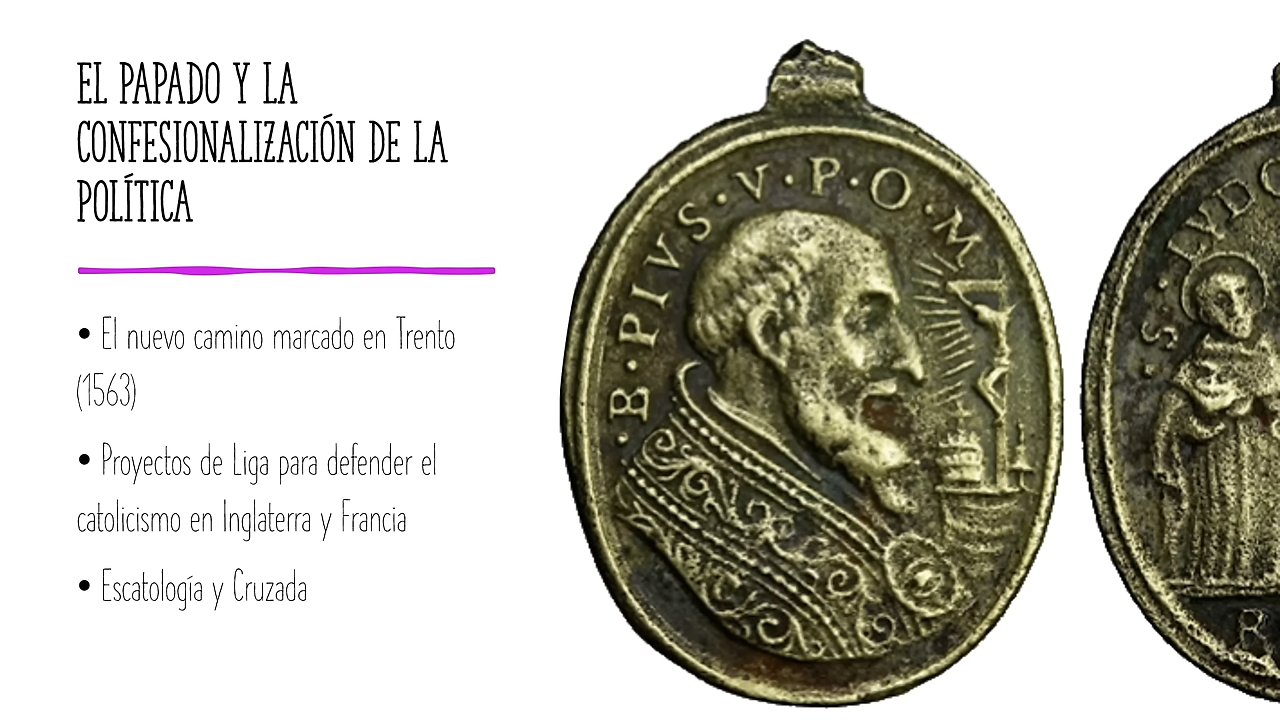 EL PAPADO Y LA
CONFESIONALIZACIÓN DE LA
POLÍTICA
• El nuevo camino marcado en Trento
(1563)
• Proyectos de Liga para defender el
catolicismo en Inglaterra y Francia
• Escatología y Cruzada
·B·PIVS·V·P·O·M
·S·LVDO
B